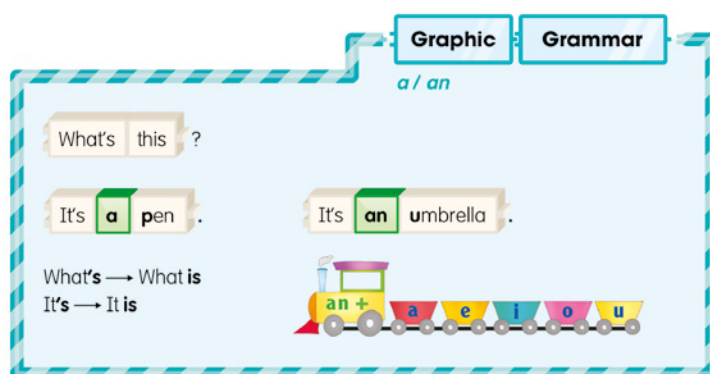 Graphic Grammar
a / an
What's this ?
It's a pen .
It's an umbrella .
What's → What is
It's → It is
an + a e i o u